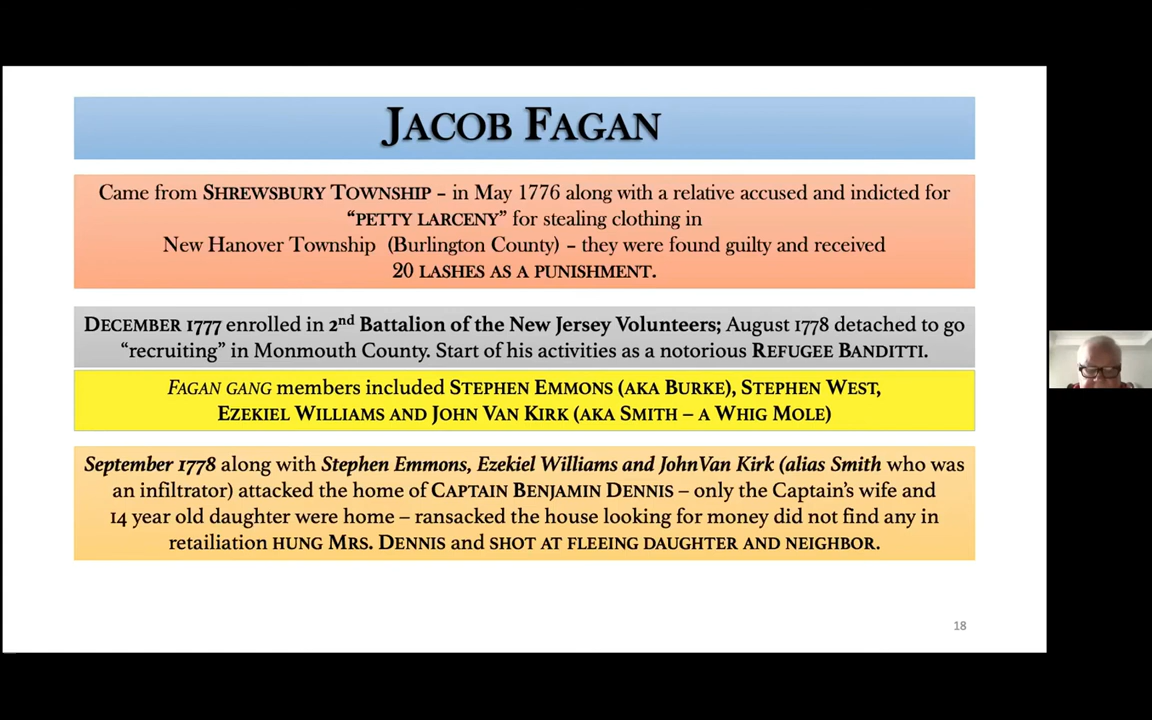 JACOB FAGAN
Came from SHREWSBURY TOWNSHIP – in May 1776 along with a relative accused and indicted for
“PETTY LARCENY” for stealing clothing in
New Hanover Township (Burlington County) – they were found guilty and received
20 LASHES AS A PUNISHMENT.
DECEMBER 1777 enrolled in 2nd Battalion of the New Jersey Volunteers; August 1778 detached to go
“recruiting” in Monmouth County. Start of his activities as a notorious REFUGEE BANDITTI.
FAGAN GANG members included STEPHEN EMMONS (AKA BURKE), STEPHEN WEST,
EZEKIEL WILLIAMS AND JOHN VAN KIRK (AKA SMITH – A WHIG MOLE)
September 1778 along with Stephen Emmons, Ezekiel Williams and JohnVan Kirk (alias Smith who was
an infiltrator) attacked the home of CAPTAIN BENJAMIN DENNIS – only the Captain’s wife and
14 year old daughter were home – ransacked the house looking for money did not find any in
retailiation HUNG MRS. DENNIS and SHOT AT FLEEING DAUGHTER AND NEIGHBOR.
18